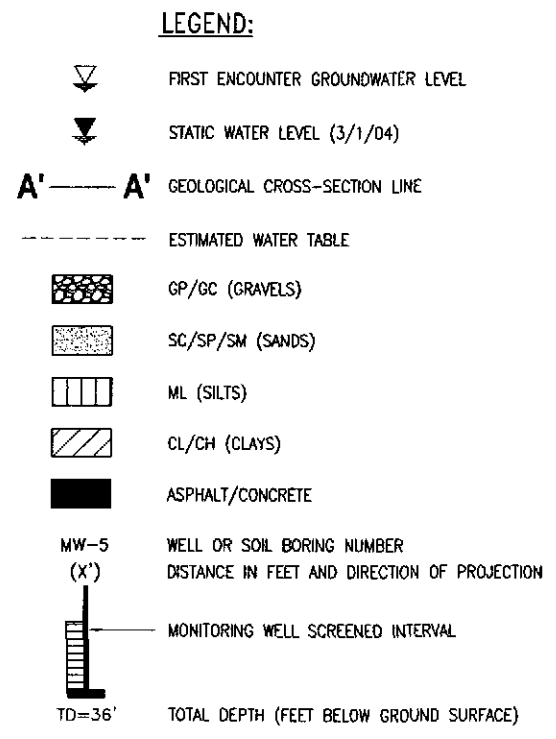 LEGEND:
FIRST ENCOUNTER GROUNDWATER LEVEL
STATIC WATER LEVEL (3/1/04)
A' A' GEOLOGICAL CROSS-SECTION LINE
ESTIMATED WATER TABLE
GP/GC (GRAVELS)
SC/SP/SM (SANDS)
ML (SILTS)
CL/CH (CLAYS)
ASPHALT/CONCRETE
MW-5 WELL OR SOIL BORING NUMBER
(X') DISTANCE IN FEET AND DIRECTION OF PROJECTION
MONITORING WELL SCREENED INTERVAL
TD=36' TOTAL DEPTH (FEET BELOW GROUND SURFACE)